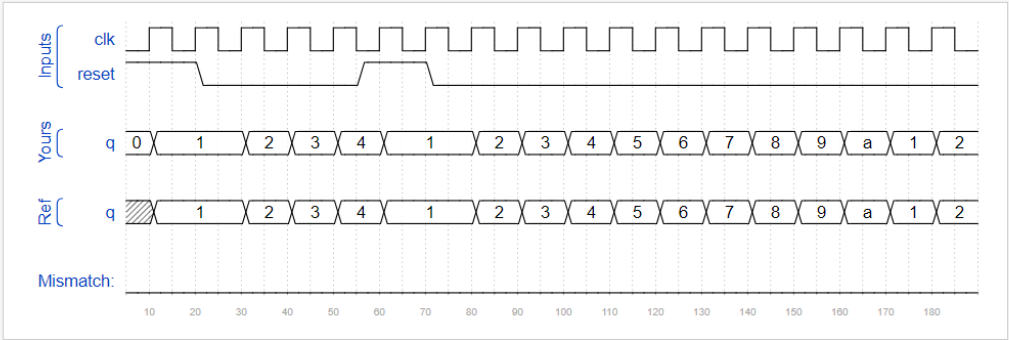 Inputs
clk
reset
Yours
q 0 1 2 3 4 1 2 3 4 5 6 7 8 9 a 1 2
Ref
q 1 2 3 4 1 2 3 4 5 6 7 8 9 a 1 2
Mismatch:
10 20 30 40 50 60 70 80 90 100 110 120 130 140 150 160 170 180